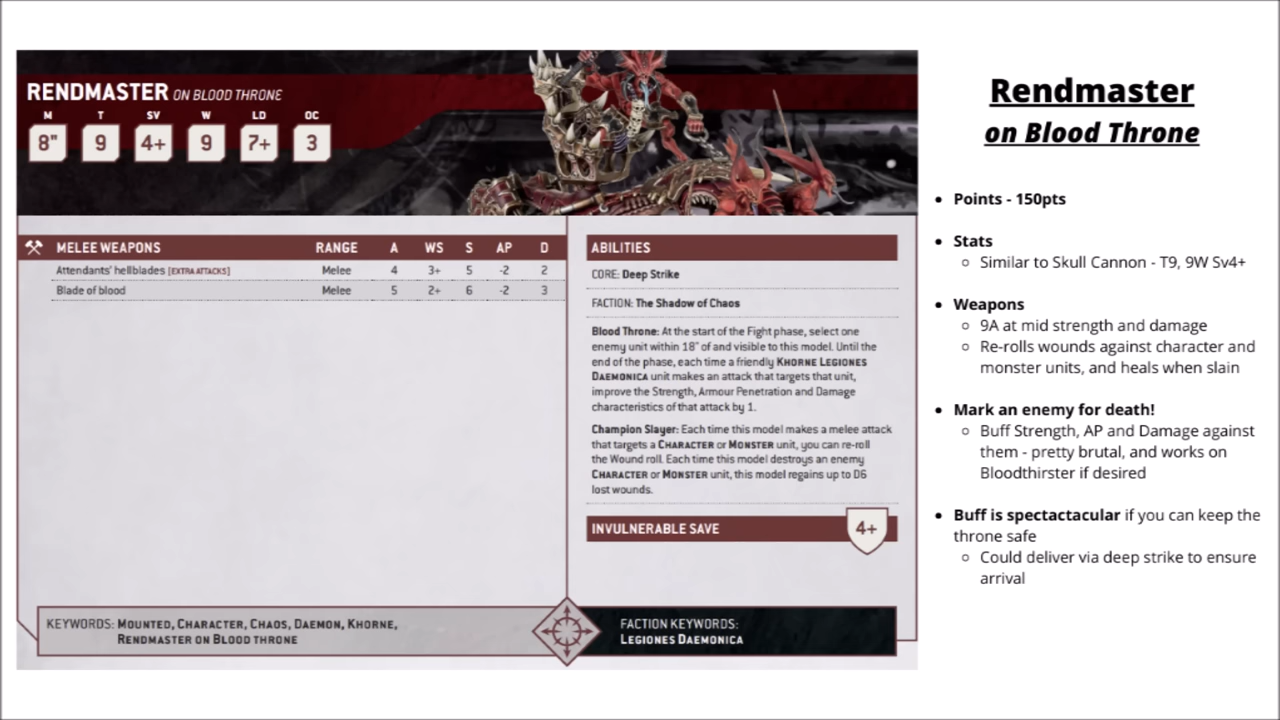 RENDMASTER ON BLOOD THRONE
M T SV W LD OC
8" 9 4+ 9 7+ 3
MELEE WEAPONS RANGE A WS S AP D
Attendants' hellblades [EXTRA ATTACKS] Melee 4 3+ 5 -2 2
Blade of blood Melee 5 2+ 6 -2 3
ABILITIES
CORE: Deep Strike
FACTION: The Shadow of Chaos
Blood Throne: At the start of the Fight phase, select one
enemy unit within 18" of and visible to this model. Until the
end of the phase, each time a friendly KHORNE LEGIONES
DAEMONICA unit makes an attack that targets that unit,
improve the Strength, Armour Penetration and Damage
characteristics of that attack by 1.
Champion Slayer: Each time this model makes a melee attack
that targets a CHARACTER or MONSTER unit, you can re-roll
the Wound roll. Each time this model destroys an enemy
CHARACTER or MONSTER unit, this model regains up to D6
lost wounds.
INVULNERABLE SAVE 4+
KEYWORDS: MOUNTED, CHARACTER, CHAOS, DAEMON, KHORNE,
RENDMASTER ON BLOOD THRONE
FACTION KEYWORDS:
LEGIONES DAEMONICA
Rendmaster
on Blood Throne
• Points - 150pts
• Stats
○ Similar to Skull Cannon - T9, 9W Sv4+
• Weapons
○ 9A at mid strength and damage
○ Re-rolls wounds against character and
monster units, and heals when slain
• Mark an enemy for death!
○ Buff Strength, AP and Damage against
them - pretty brutal, and works on
Bloodthirster if desired
• Buff is spectactacular if you can keep the
throne safe
○ Could deliver via deep strike to ensure
arrival